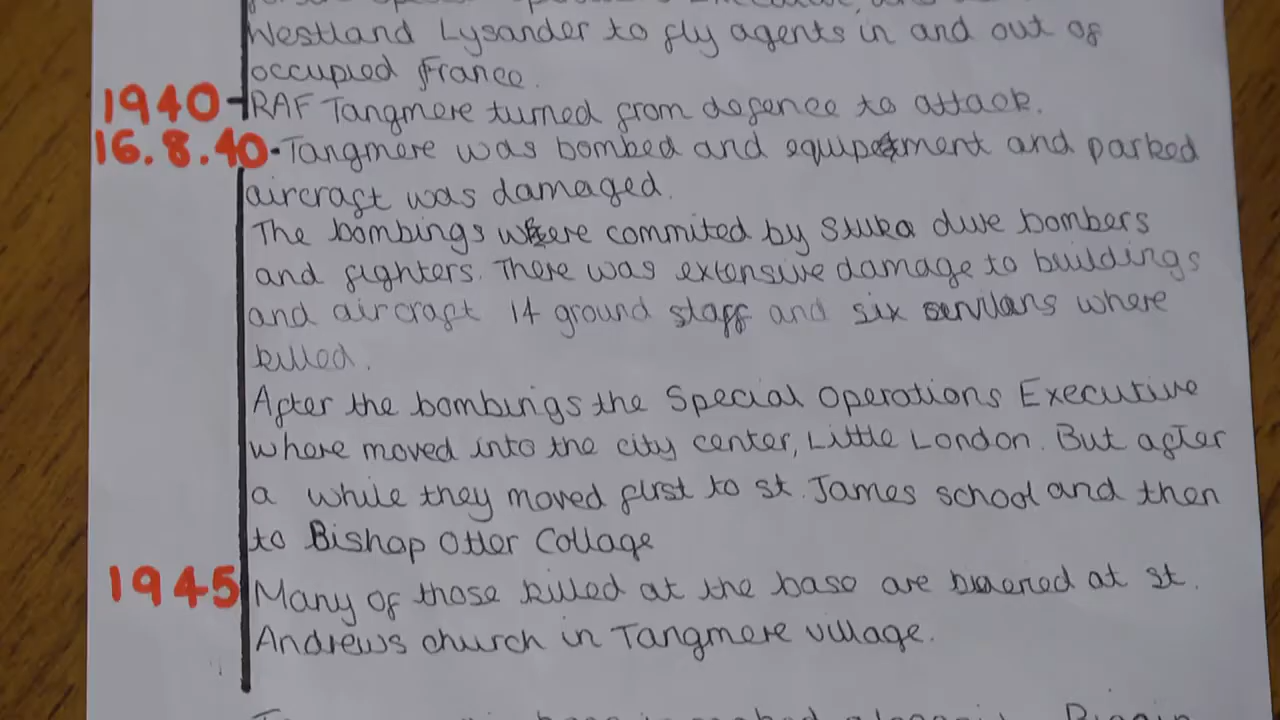 Westland Lysander to fly agents in and out of
occupied France.
1940 - RAF Tangmere turned from defence to attack.
16.8.40 - Tangmere was bombed and equipment and parked
aircraft was damaged.
The bombings were commited by Stuka dive bombers
and fighters. There was extensive damage to buildings
and aircraft 14 ground staff and six servilans where
killed.
After the bombings the Special Operations Executive
where moved into the city center, Little London. But after
a while they moved first to st. James school and then
to Bishop Otter Collage
1945 Many of those killed at the base are buered at st.
Andrews church in Tangmere village.